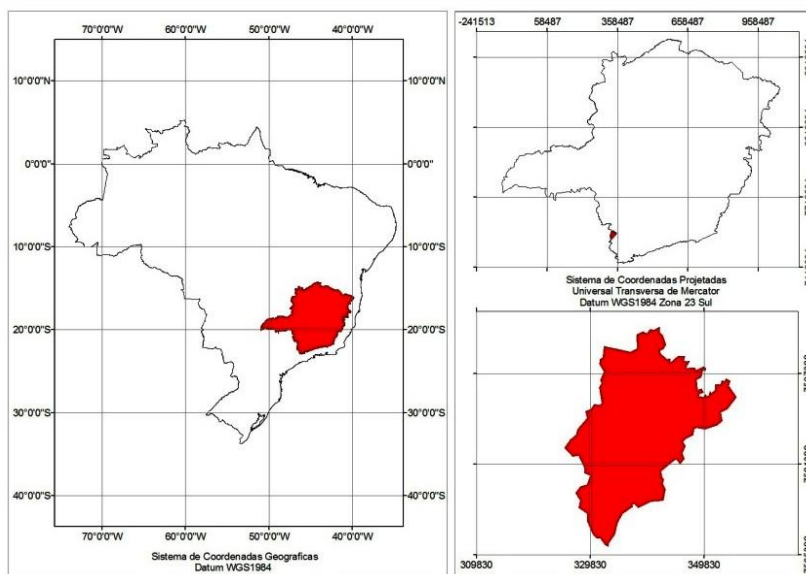 70°0'0"W 60°0'0"W 50°0'0"W 40°0'0"W
10°0'0"N 10°0'0"N
0°0'0" 0°0'0"
10°0'0"S 10°0'0"S
20°0'0"S 20°0'0"S
30°0'0"S 30°0'0"S
40°0'0"S 40°0'0"S
70°0'0"W 60°0'0"W 50°0'0"W 40°0'0"W
Sistema de Coordenadas Geograficas
Datum WGS1984
-241513 58487 358487 658487 958487
Sistema de Coordenadas Projetadas
Universal Transversa de Mercator
Datum WGS1984 Zona 23 Sul
309830 329830 349830